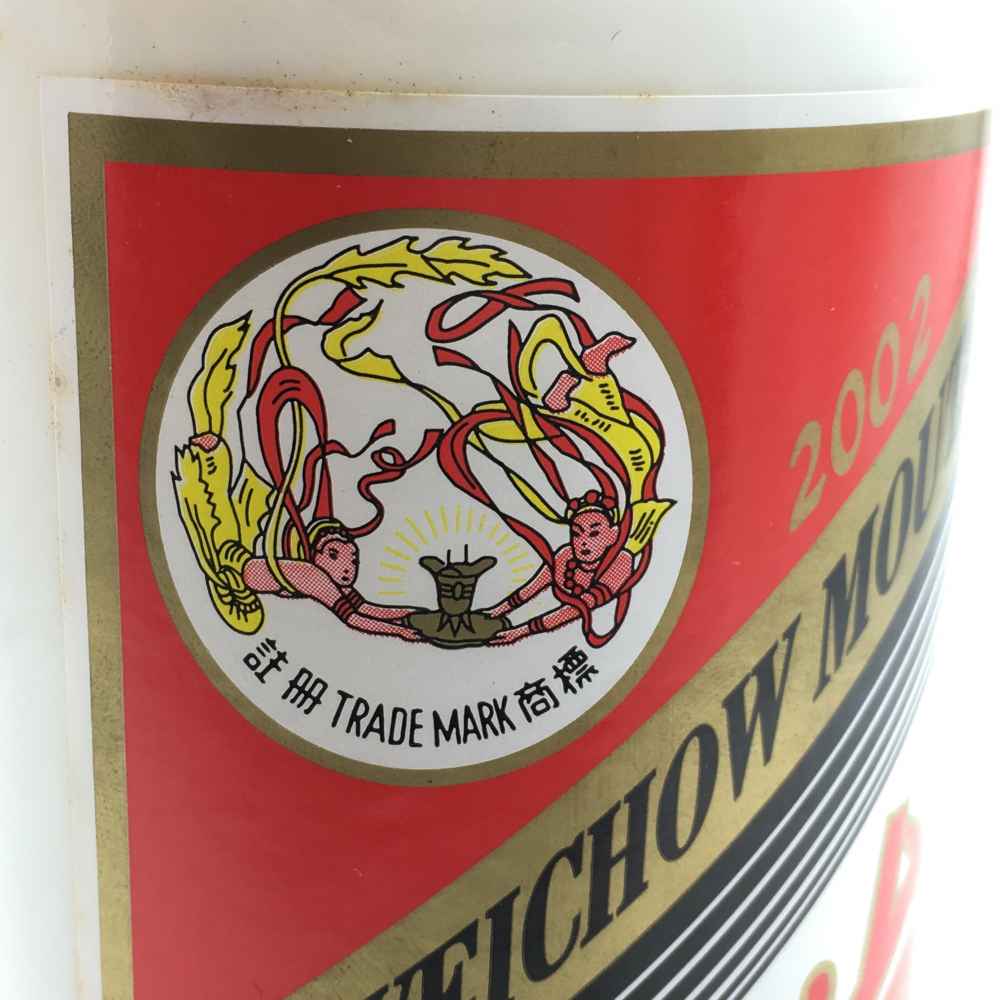 註冊 TRADE MARK 商標
2002
WEICHOW MOU